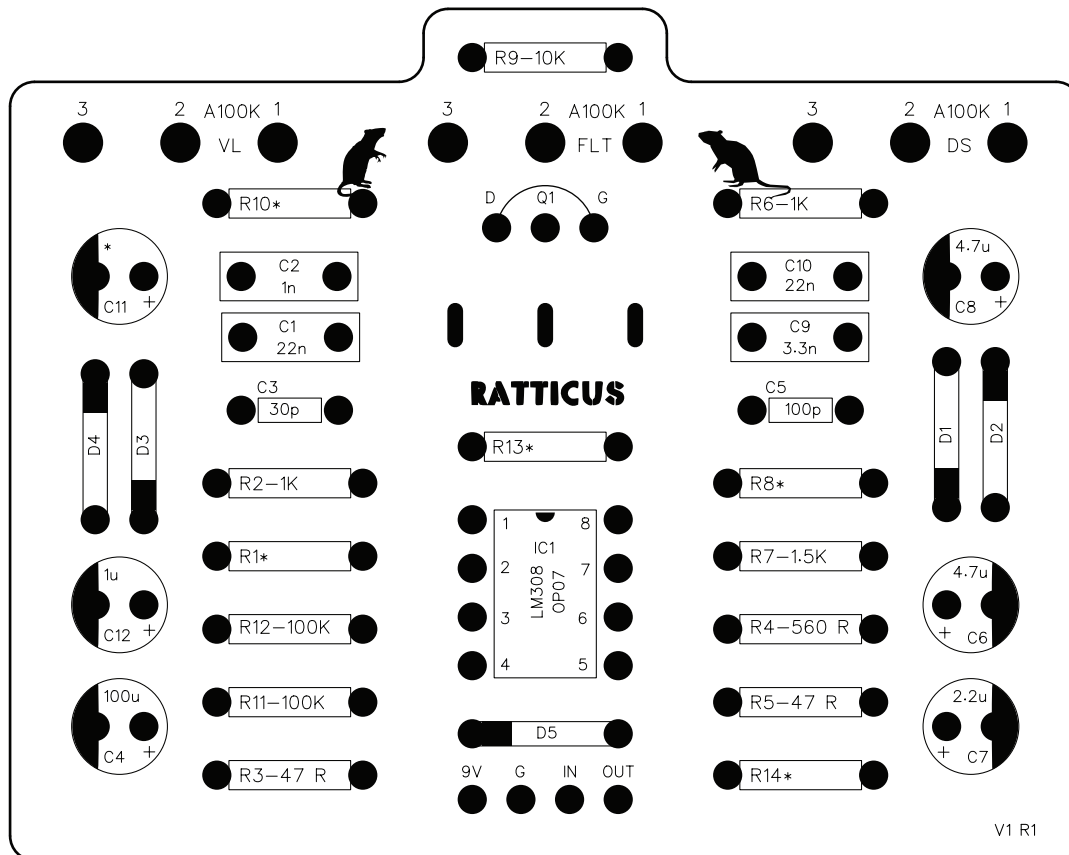 R9-10K
3 2 A100K 1
VL
3 2 A100K 1
FLT
3 2 A100K 1
DS
R10*
D Q1 G
R6-1K
*
C11 +
C2
1n
C10
22n
4.7u
C8 +
C1
22n
C9
3.3n
C3
30p
RATTICUS
C5
100p
D4
D3
D1
D2
R13*
R2-1K
R8*
1 8
IC1
2 7
LM308
OP07
3 6
4 5
R1*
R7-1.5K
1u
C12 +
R12-100K
R4-560 R
4.7u
+ C6
100u
C4 +
R11-100K
R5-47 R
2.2u
+ C7
D5
R3-47 R
9V G IN OUT
R14*
V1 R1